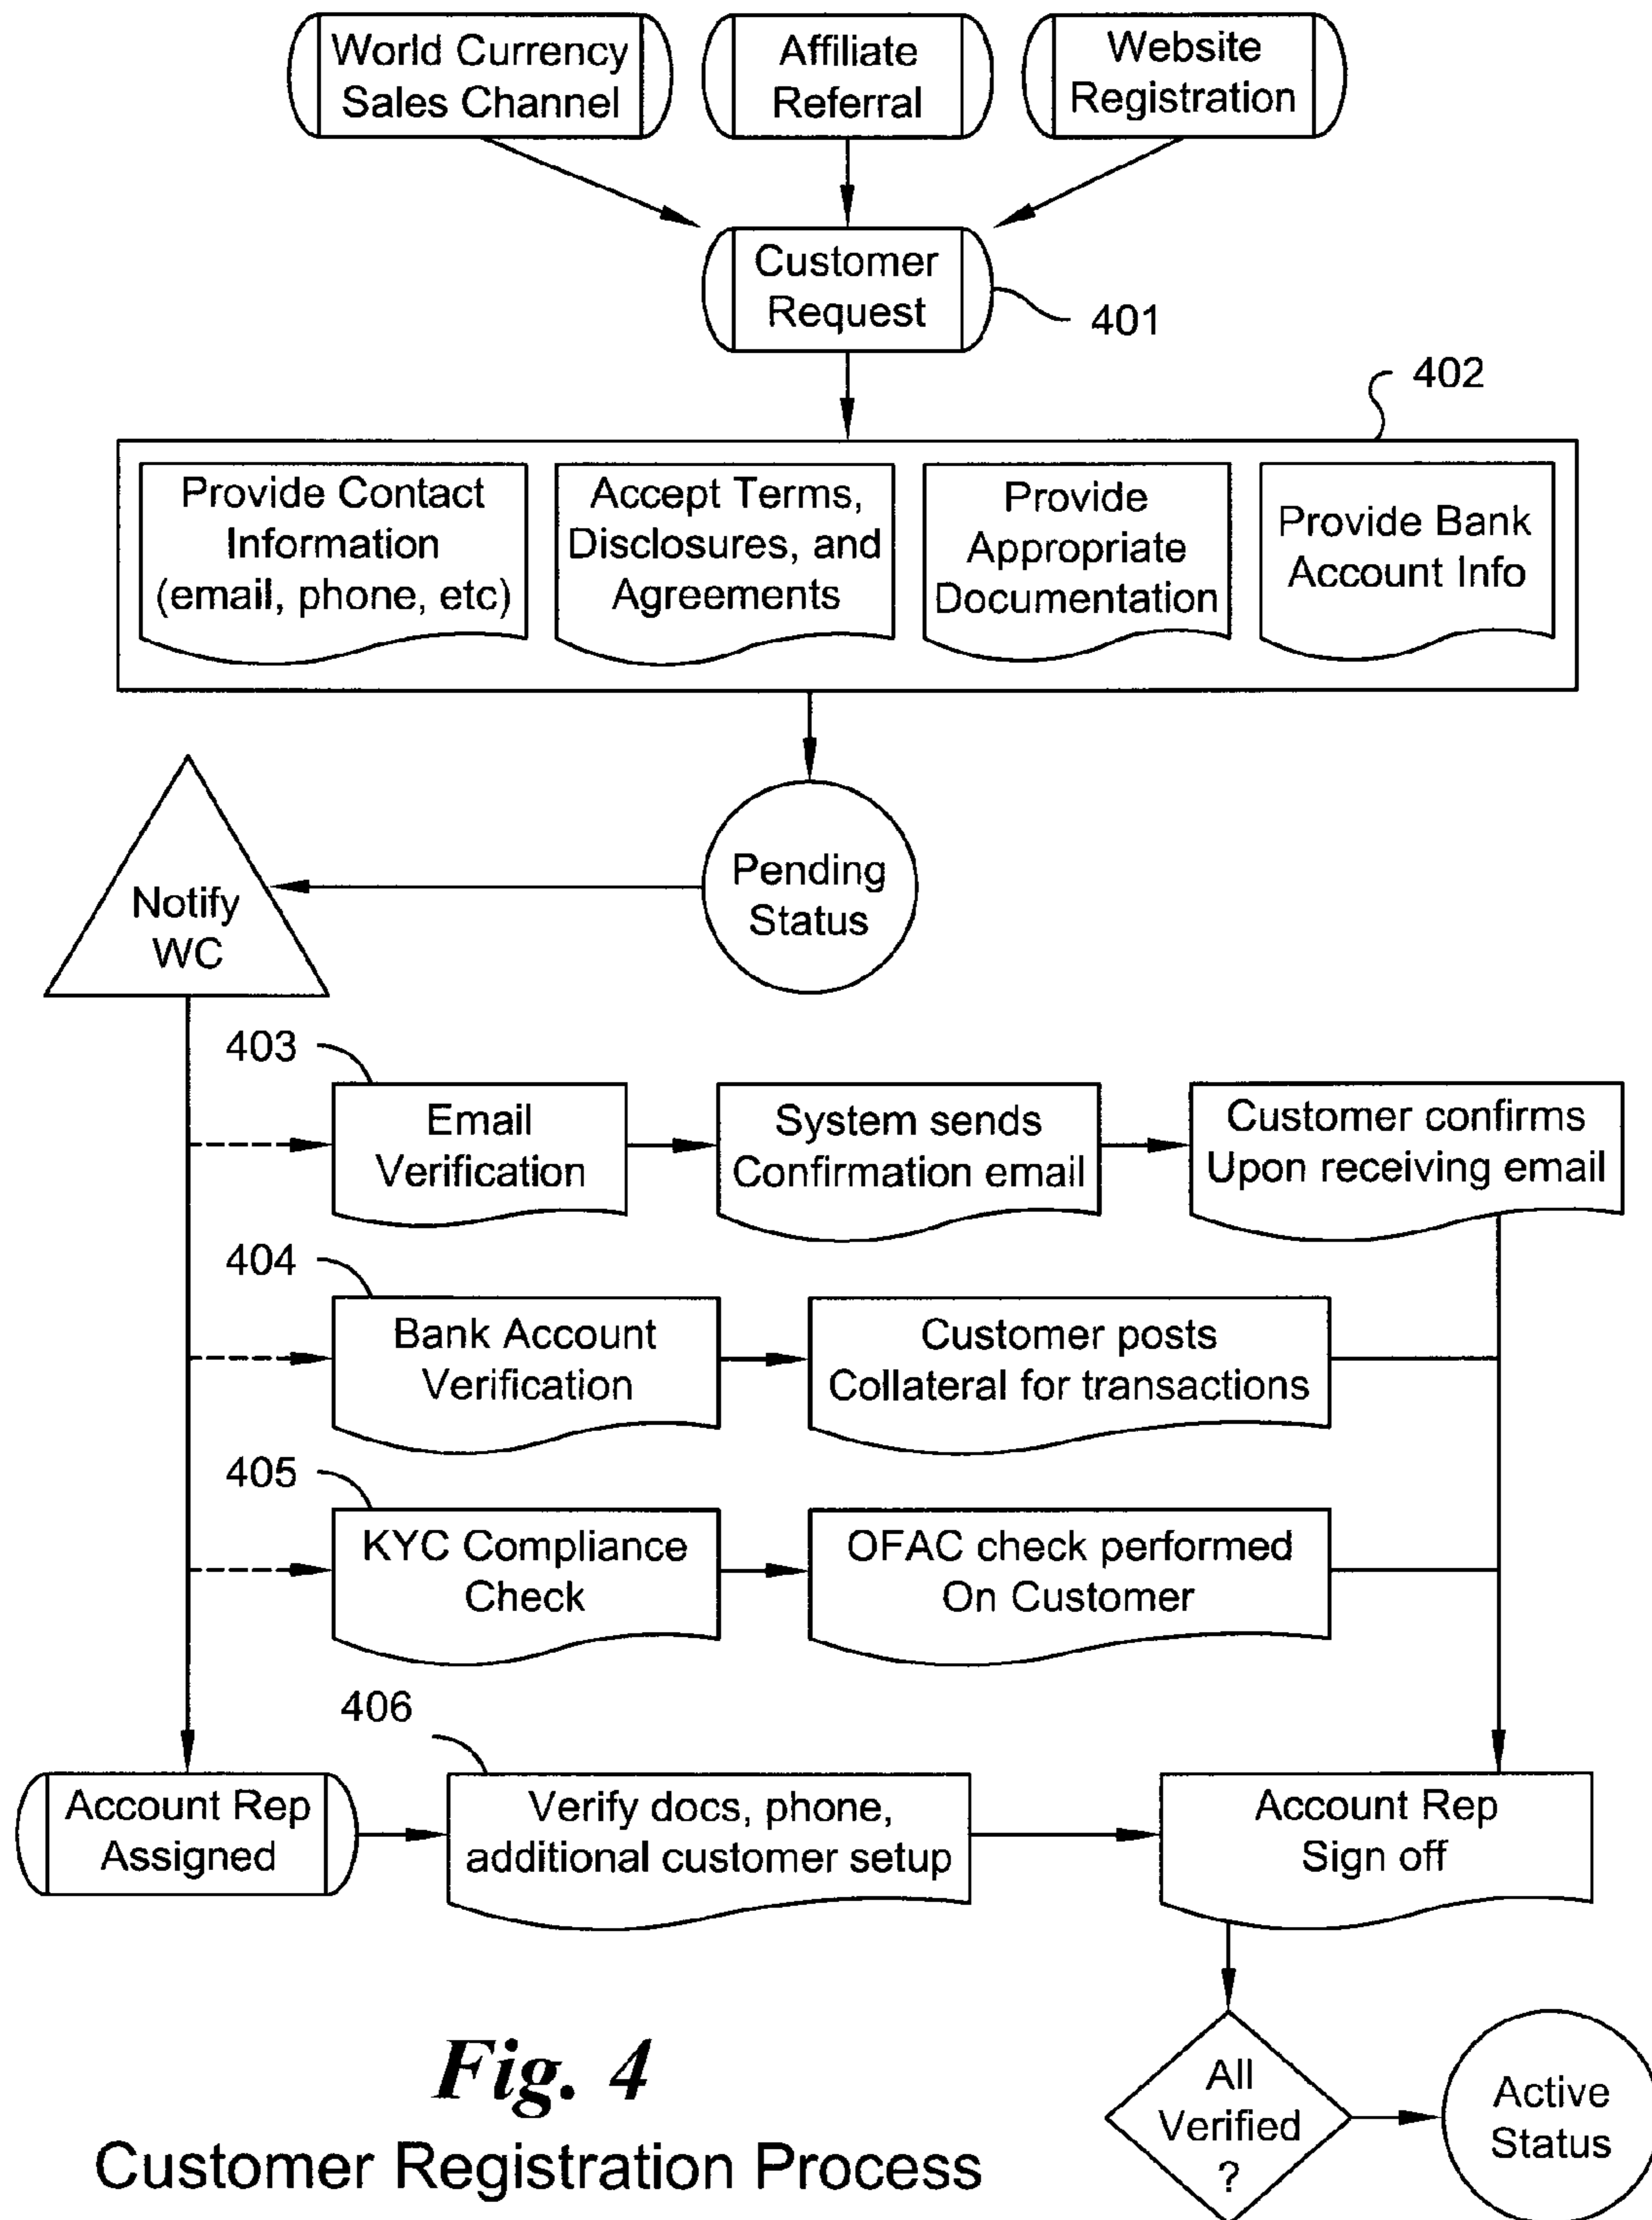 World Currency
Sales Channel
Affiliate
Referral
Website
Registration
Customer
Request
401
402
Provide Contact
Information
(email, phone, etc)
Accept Terms,
Disclosures, and
Agreements
Provide
Appropriate
Documentation
Provide Bank
Account Info
Pending
Status
Notify
WC
403
Email
Verification
System sends
Confirmation email
Customer confirms
Upon receiving email
404
Bank Account
Verification
Customer posts
Collateral for transactions
405
KYC Compliance
Check
OFAC check performed
On Customer
406
Account Rep
Assigned
Verify docs, phone,
additional customer setup
Account Rep
Sign off
All
Verified
?
Active
Status
Fig. 4
Customer Registration Process